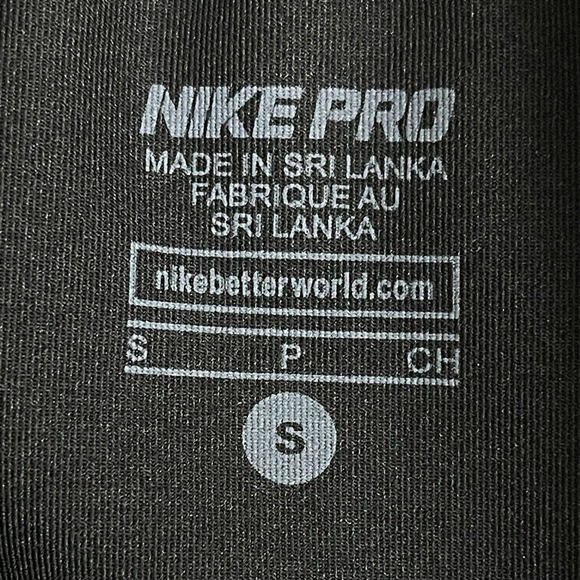 NIKE PRO
MADE IN SRI LANKA
FABRIQUE AU
SRI LANKA
nikebetterworld.com
S P CH
S